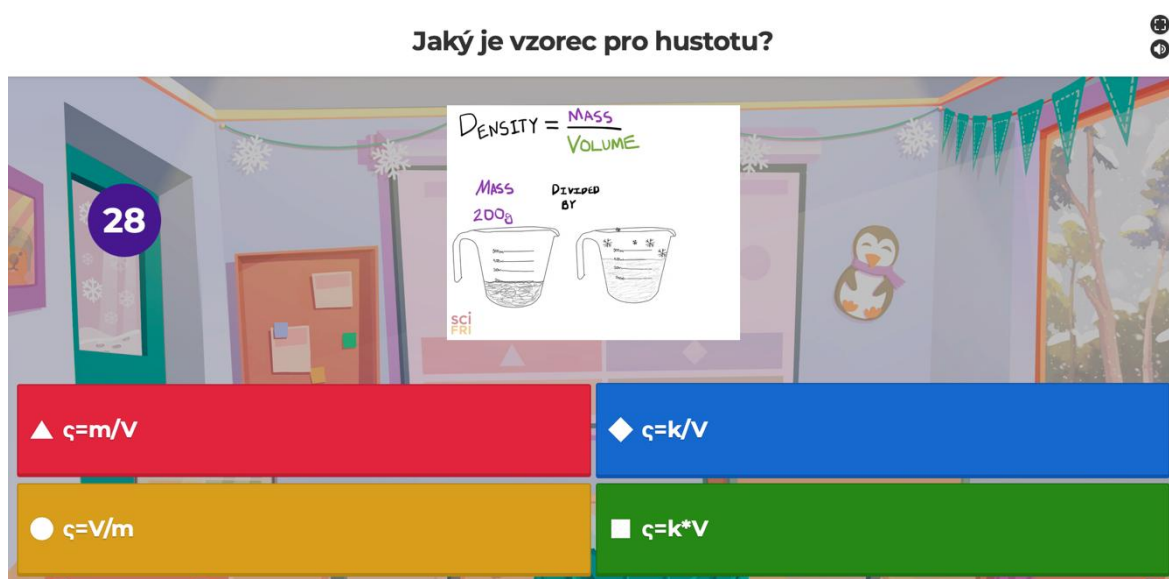 Jaký je vzorec pro hustotu?
28
DENSITY = MASS
VOLUME
MASS
200g
DIVIDED
BY
sci
FRI
ς=m/V
ς=k/V
ς=V/m
ς=k*V